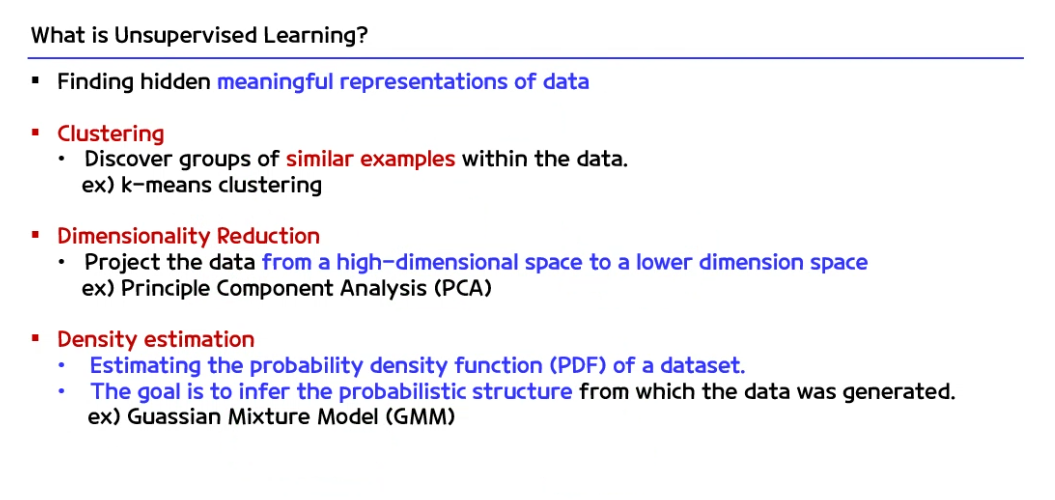 What is Unsupervised Learning?
▪ Finding hidden meaningful representations of data
▪ Clustering
• Discover groups of similar examples within the data.
ex) k-means clustering
▪ Dimensionality Reduction
• Project the data from a high-dimensional space to a lower dimension space
ex) Principle Component Analysis (PCA)
▪ Density estimation
• Estimating the probability density function (PDF) of a dataset.
• The goal is to infer the probabilistic structure from which the data was generated.
ex) Guassian Mixture Model (GMM)